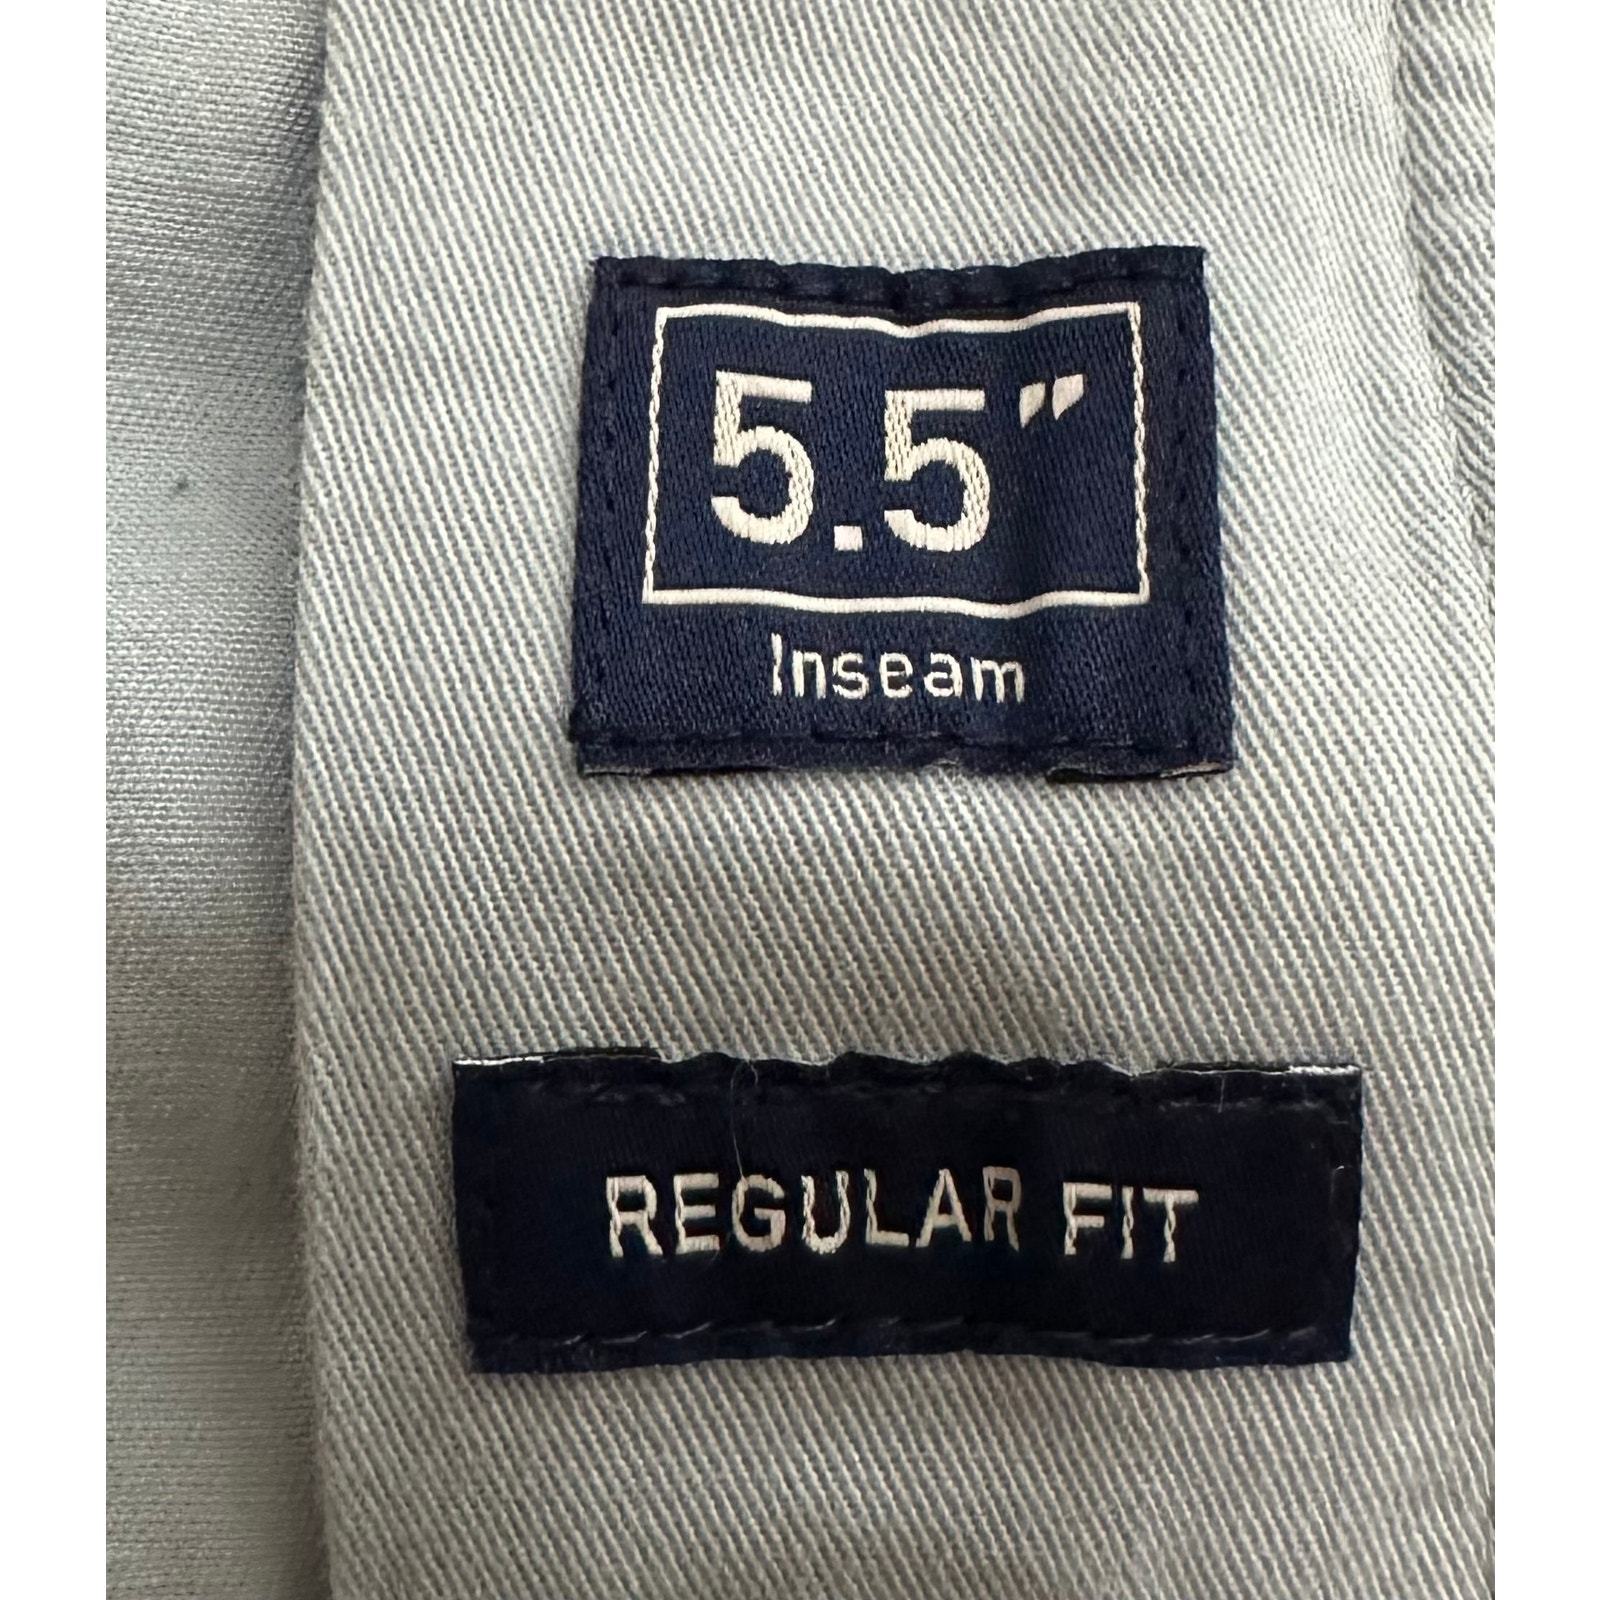 5.5"
Inseam
REGULAR FIT